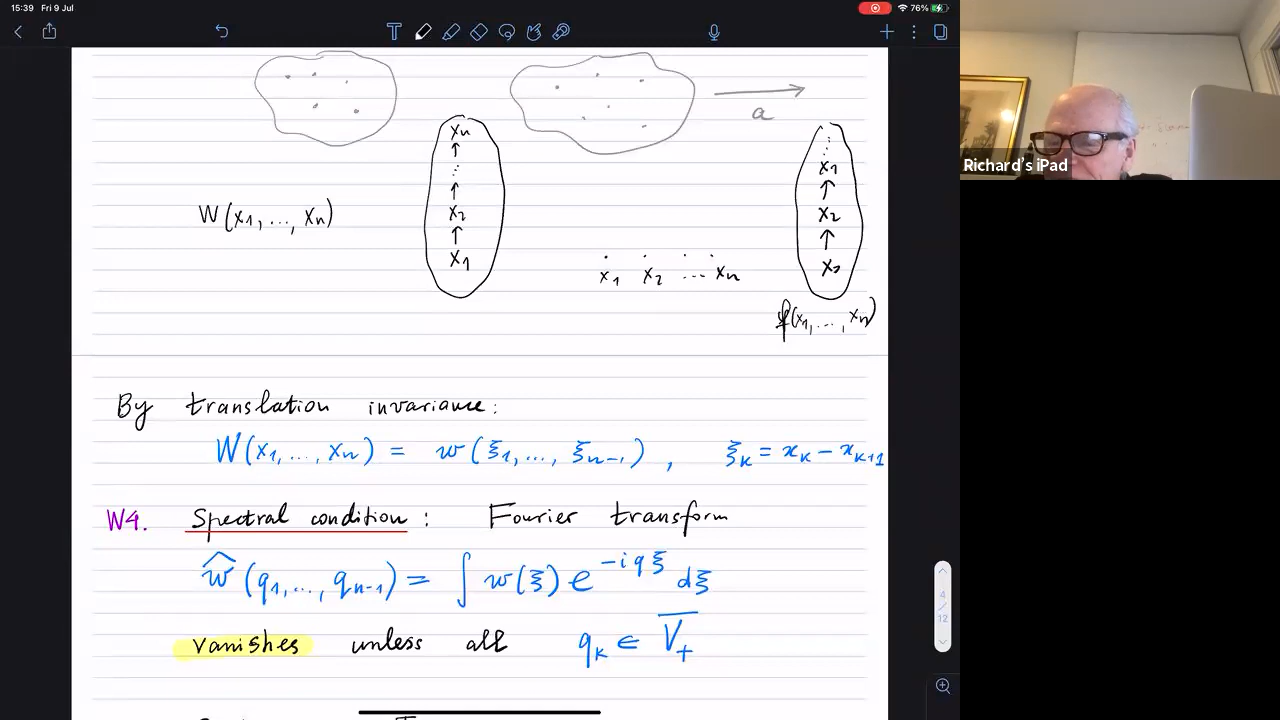 15:39 Fri 9 Jul
76%
a
xn
↑
⋮
↑
x2
↑
x1
W(x1, ..., xn)
x1 x2 ... xn
⋮
x1
↑
x2
↑
f(x1, ..., xn)
Richard's iPad
By translation invariance:
W(x1, ..., xn) = w(ξ1, ..., ξn-1), ξk = xk - xk+1
W4. Spectral condition: Fourier transform
ŵ(q1, ..., qn-1) = ∫ w(ξ) e^{-iqξ} dξ
vanishes unless all qk ∈ V̅+
4
/
12